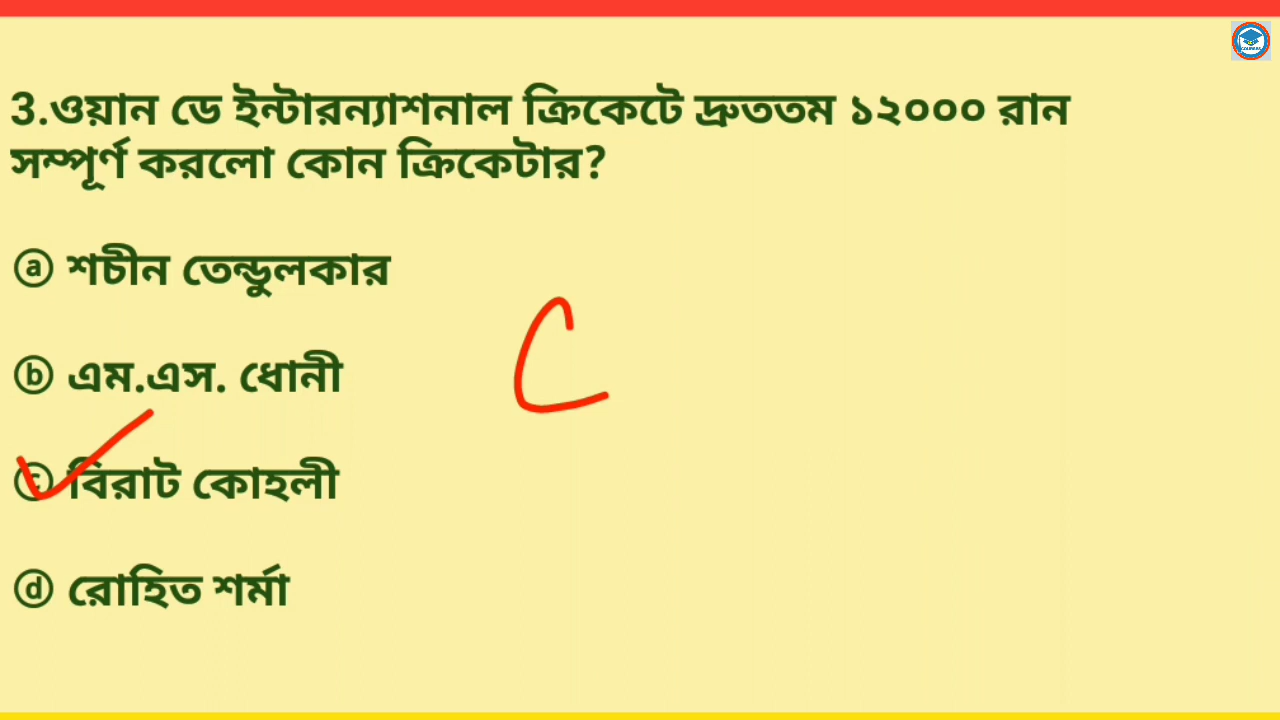 3.ওয়ান ডে ইন্টারন্যাশনাল ক্রিকেটে দ্রুততম ১২০০০ রান
সম্পূর্ণ করলো কোন ক্রিকেটার?
ⓐ শচীন তেন্ডুলকার
ⓑ এম.এস. ধোনী
C
ⓒ বিরাট কোহলী
ⓓ রোহিত শর্মা